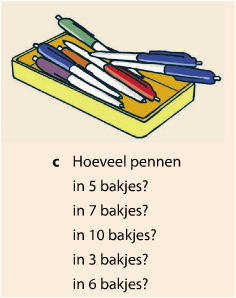 c Hoeveel pennen
in 5 bakjes?
in 7 bakjes?
in 10 bakjes?
in 3 bakjes?
in 6 bakjes?